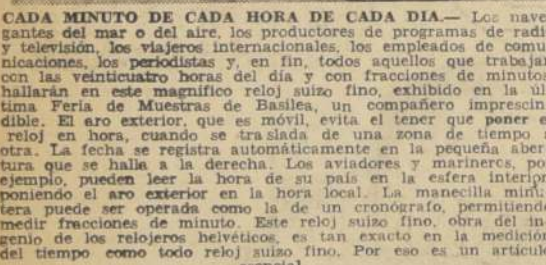 CADA MINUTO DE CADA HORA DE CADA DIA.— Los nave
gantes del mar o del aire, los productores de programas de radi
y televisión, los viajeros internacionales, los empleados de comu
nicaciones, los periodistas y, en fin, todos aquellos que trabajan
con las veinticuatro horas del día y con fracciones de minutos
hallarán en este magnífico reloj suizo fino, exhibido en la úl
tima Feria de Muestras de Basilea, un compañero imprescin
dible. El aro exterior, que es móvil, evita el tener que poner e
reloj en hora, cuando se traslada de una zona de tiempo a
otra. La fecha se registra automáticamente en la pequeña aber
tura que se halla a la derecha. Los aviadores y marineros, po
ejemplo, pueden leer la hora de su país en la esfera interior
poniendo el aro exterior en la hora local. La manecilla minu
tera puede ser operada como la de un cronógrafo, permitiendo
medir fracciones de minuto. Este reloj suizo fino, obra del in
genio de los relojeros helvéticos, es tan exacto en la medición
del tiempo como todo reloj suizo fino. Por eso es un artícul